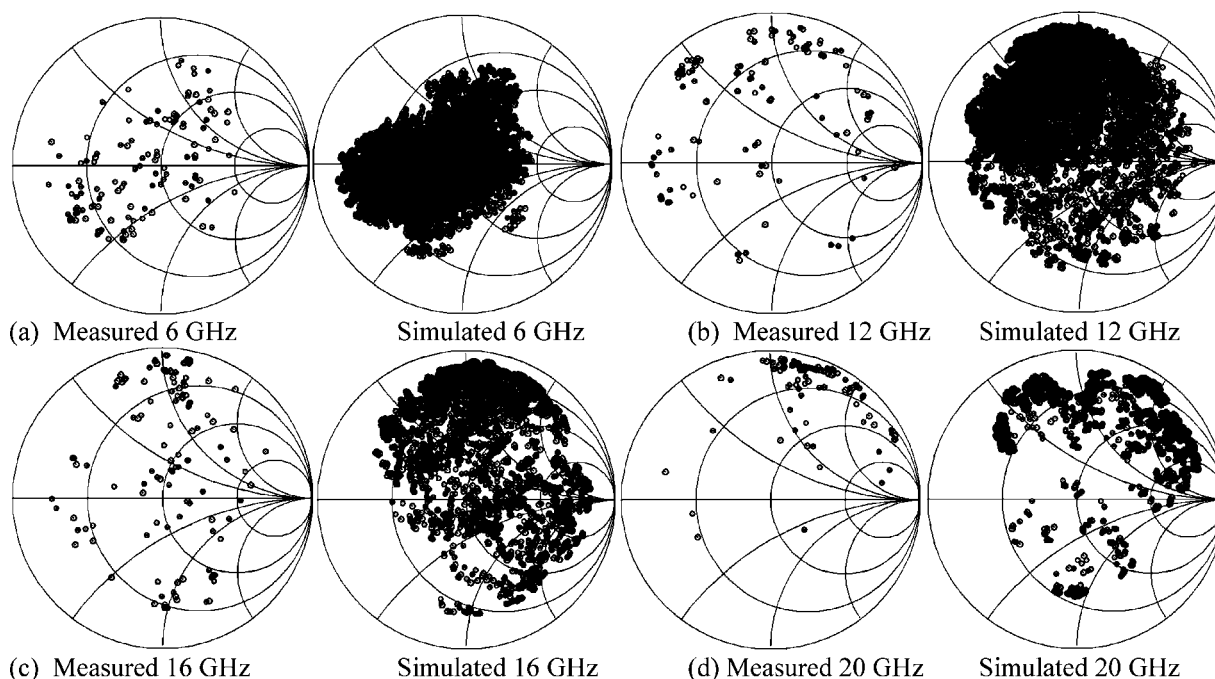 (a) Measured 6 GHz Simulated 6 GHz (b) Measured 12 GHz Simulated 12 GHz
(c) Measured 16 GHz Simulated 16 GHz (d) Measured 20 GHz Simulated 20 GHz